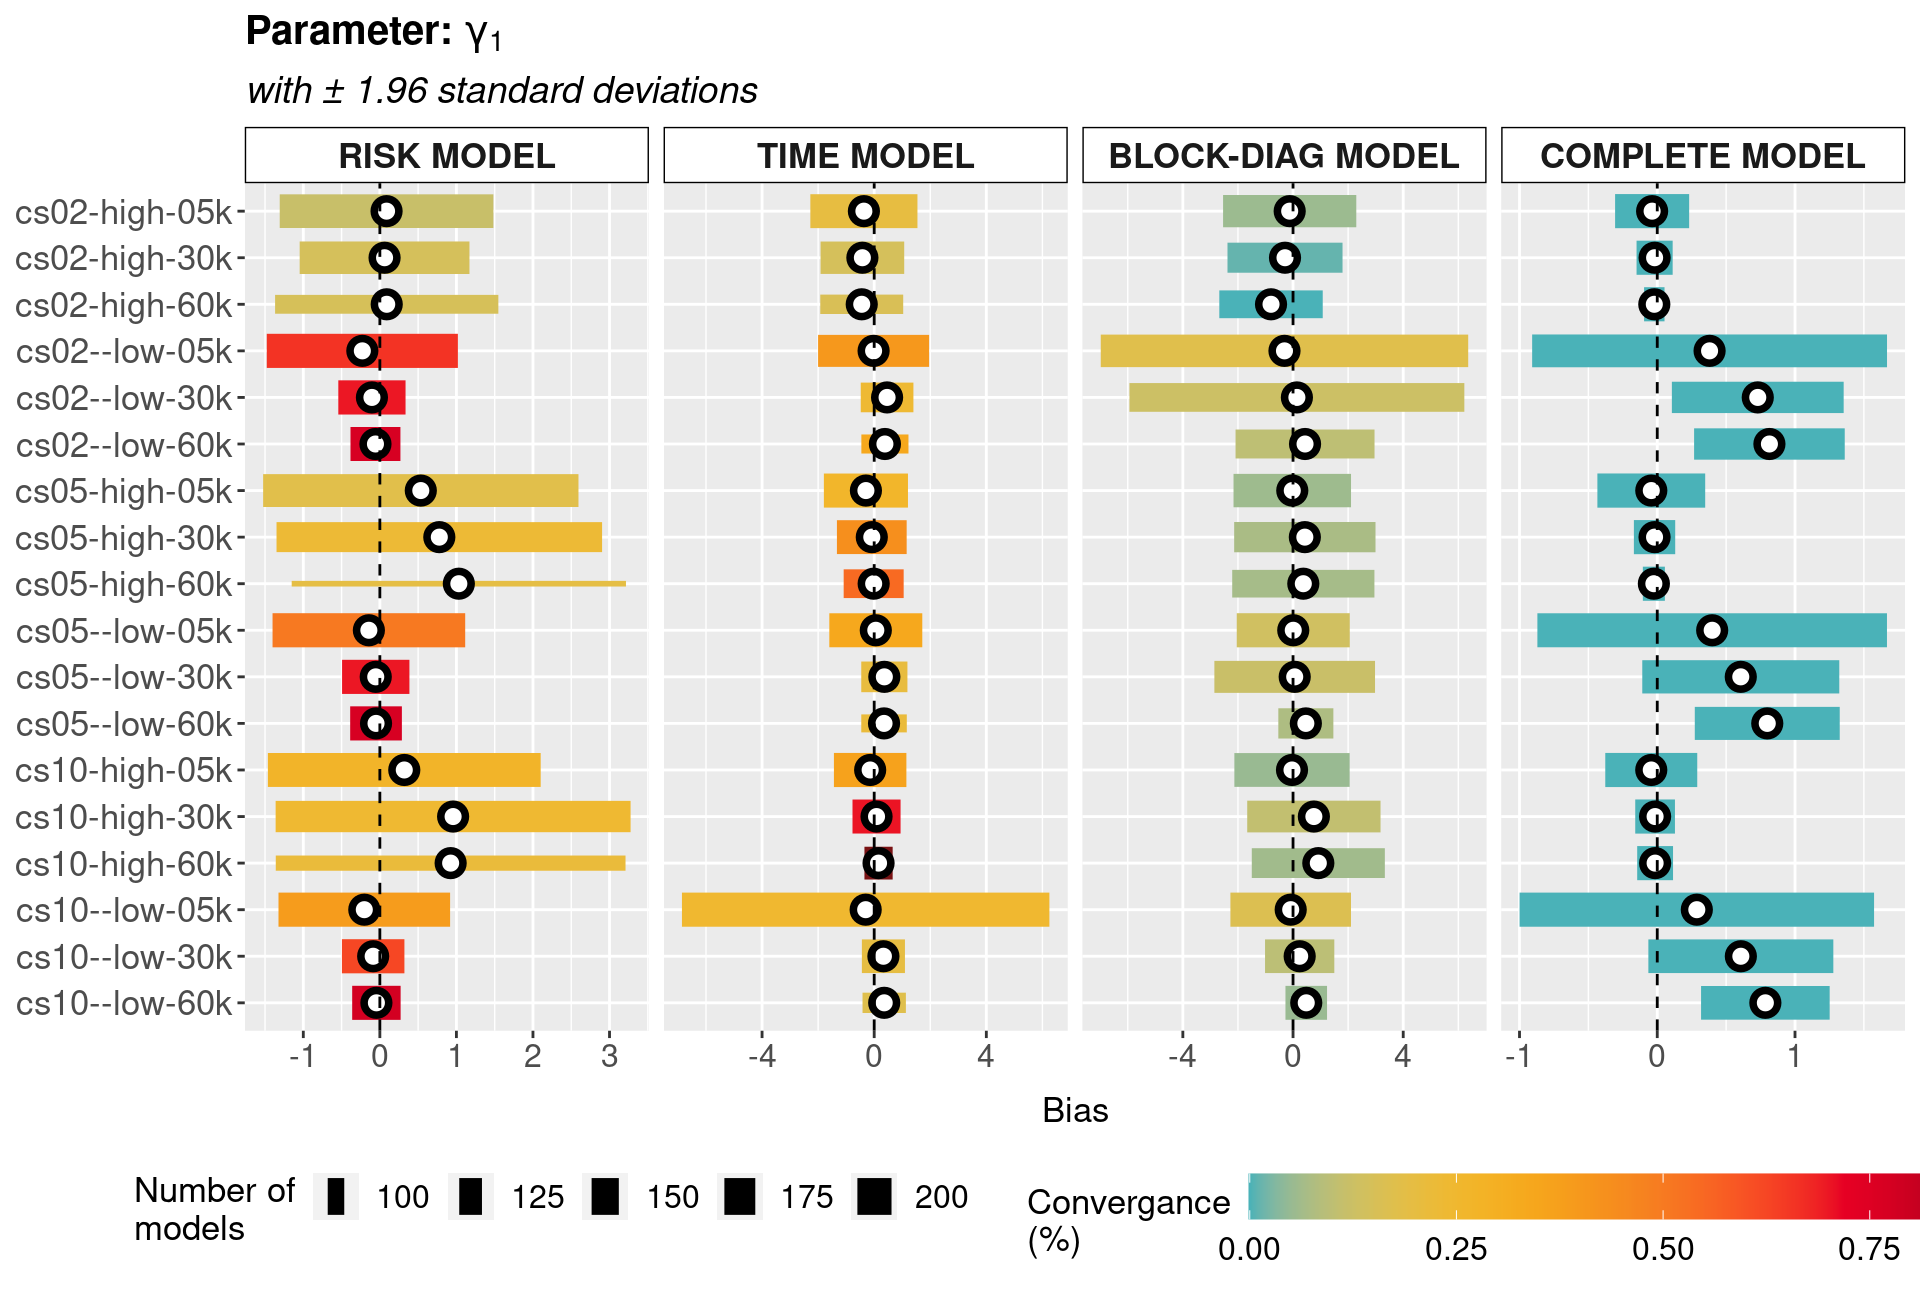 Parameter: γ1
with ± 1.96 standard deviations
RISK MODEL TIME MODEL BLOCK-DIAG MODEL COMPLETE MODEL
cs02-high-05k
cs02-high-30k
cs02-high-60k
cs02--low-05k
cs02--low-30k
cs02--low-60k
cs05-high-05k
cs05-high-30k
cs05-high-60k
cs05--low-05k
cs05--low-30k
cs05--low-60k
cs10-high-05k
cs10-high-30k
cs10-high-60k
cs10--low-05k
cs10--low-30k
cs10--low-60k
-1 0 1 2 3 -4 0 4 -4 0 4 -1 0 1
Bias
Number of models 100 125 150 175 200
Convergance (%) 0.00 0.25 0.50 0.75